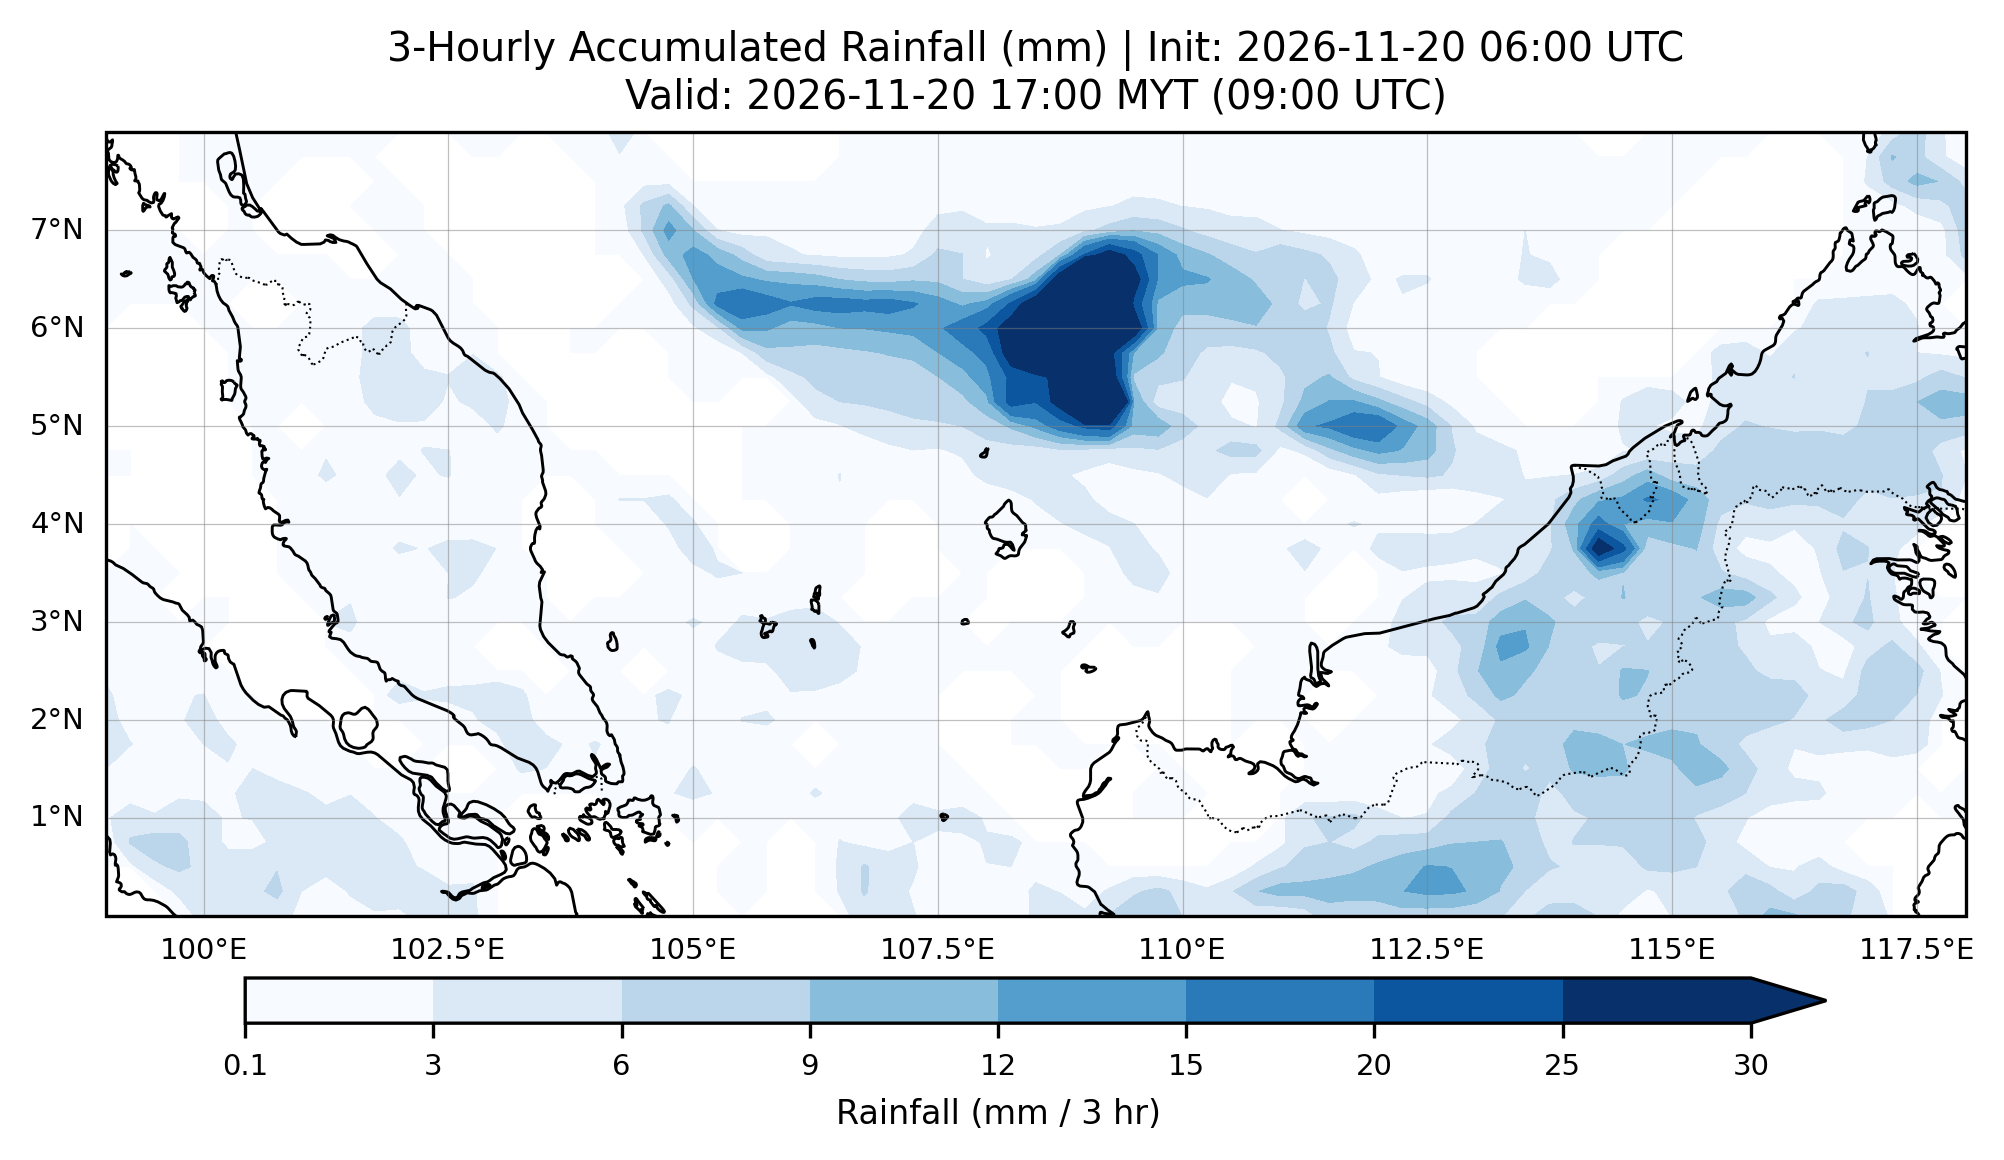 3-Hourly Accumulated Rainfall (mm) | Init: 2026-11-20 06:00 UTC
Valid: 2026-11-20 17:00 MYT (09:00 UTC)
7°N
6°N
5°N
4°N
3°N
2°N
1°N
100°E 102.5°E 105°E 107.5°E 110°E 112.5°E 115°E 117.5°E
0.1 3 6 9 12 15 20 25 30
Rainfall (mm / 3 hr)